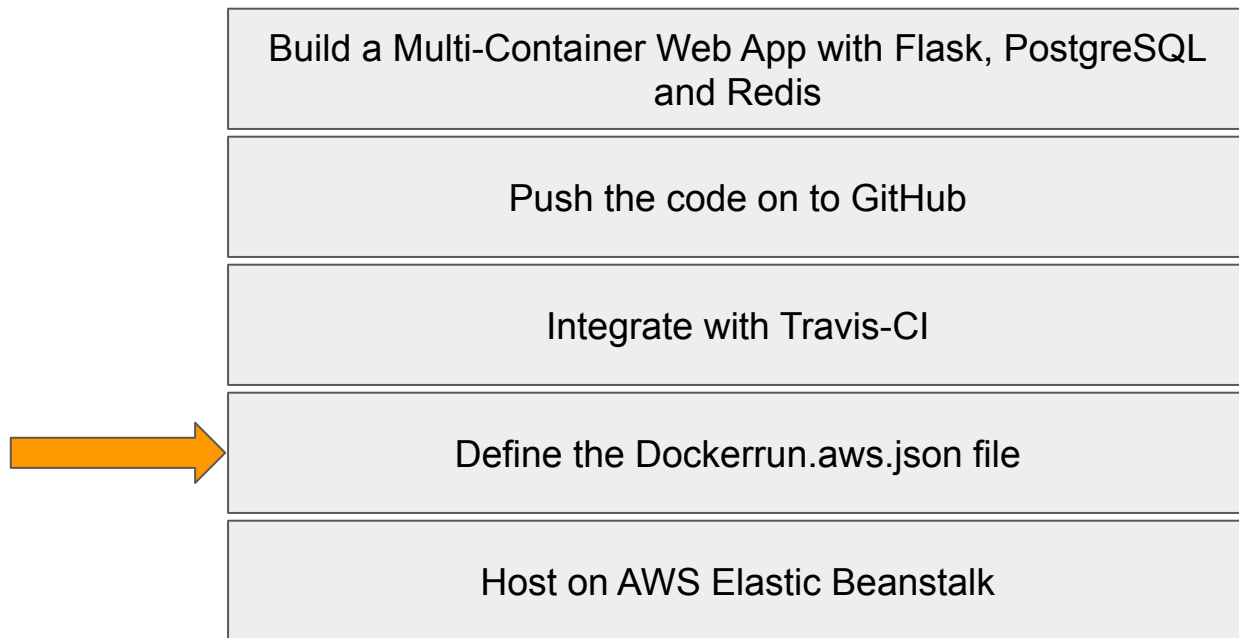 Build a Multi-Container Web App with Flask, PostgreSQL
and Redis
Push the code on to GitHub
Integrate with Travis-CI
Define the Dockerrun.aws.json file
Host on AWS Elastic Beanstalk